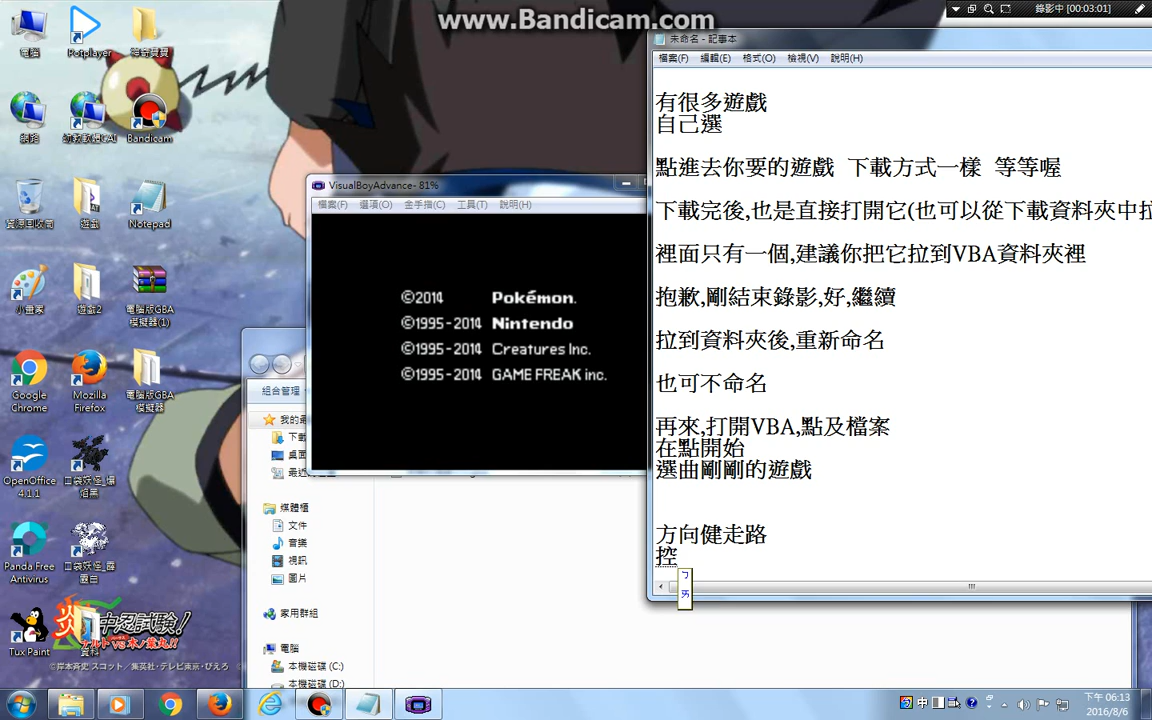 www.Bandicam.com
錄影中 [00:03:01]
電腦
Potplayer
神奇寶寶
網路
Bandicam
資源回收筒
遊戲
Notepad
小畫家
遊戲2
電腦版GBA
模擬器(1)
Google
Chrome
Mozilla
Firefox
電腦版GBA
模擬器
OpenOffice
4.1.1
Panda Free
Antivirus
Tux Paint
VisualBoyAdvance- 81%
檔案(F) 選項(O) 金手指(C) 工具(T) 說明(H)
©2014 Pokémon.
©1995-2014 Nintendo
©1995-2014 Creatures Inc.
©1995-2014 GAME FREAK inc.
組合管理
我的最
下載
桌面
最近
媒體櫃
文件
音樂
視訊
圖片
家用群組
電腦
本機磁碟 (C:)
本機磁碟 (D:)
未命名 - 記事本
檔案(F) 編輯(E) 格式(O) 檢視(V) 說明(H)
有很多遊戲
自己選
點進去你要的遊戲 下載方式一樣 等等喔
下載完後,也是直接打開它(也可以從下載資料夾中拉
裡面只有一個,建議你把它拉到VBA資料夾裡
抱歉,剛結束錄影,好,繼續
拉到資料夾後,重新命名
也可不命名
再來,打開VBA,點及檔案
在點開始
選曲剛剛的遊戲
方向健走路
控
ㄅ
ㄞ
中
下午 06:13
2016/8/6